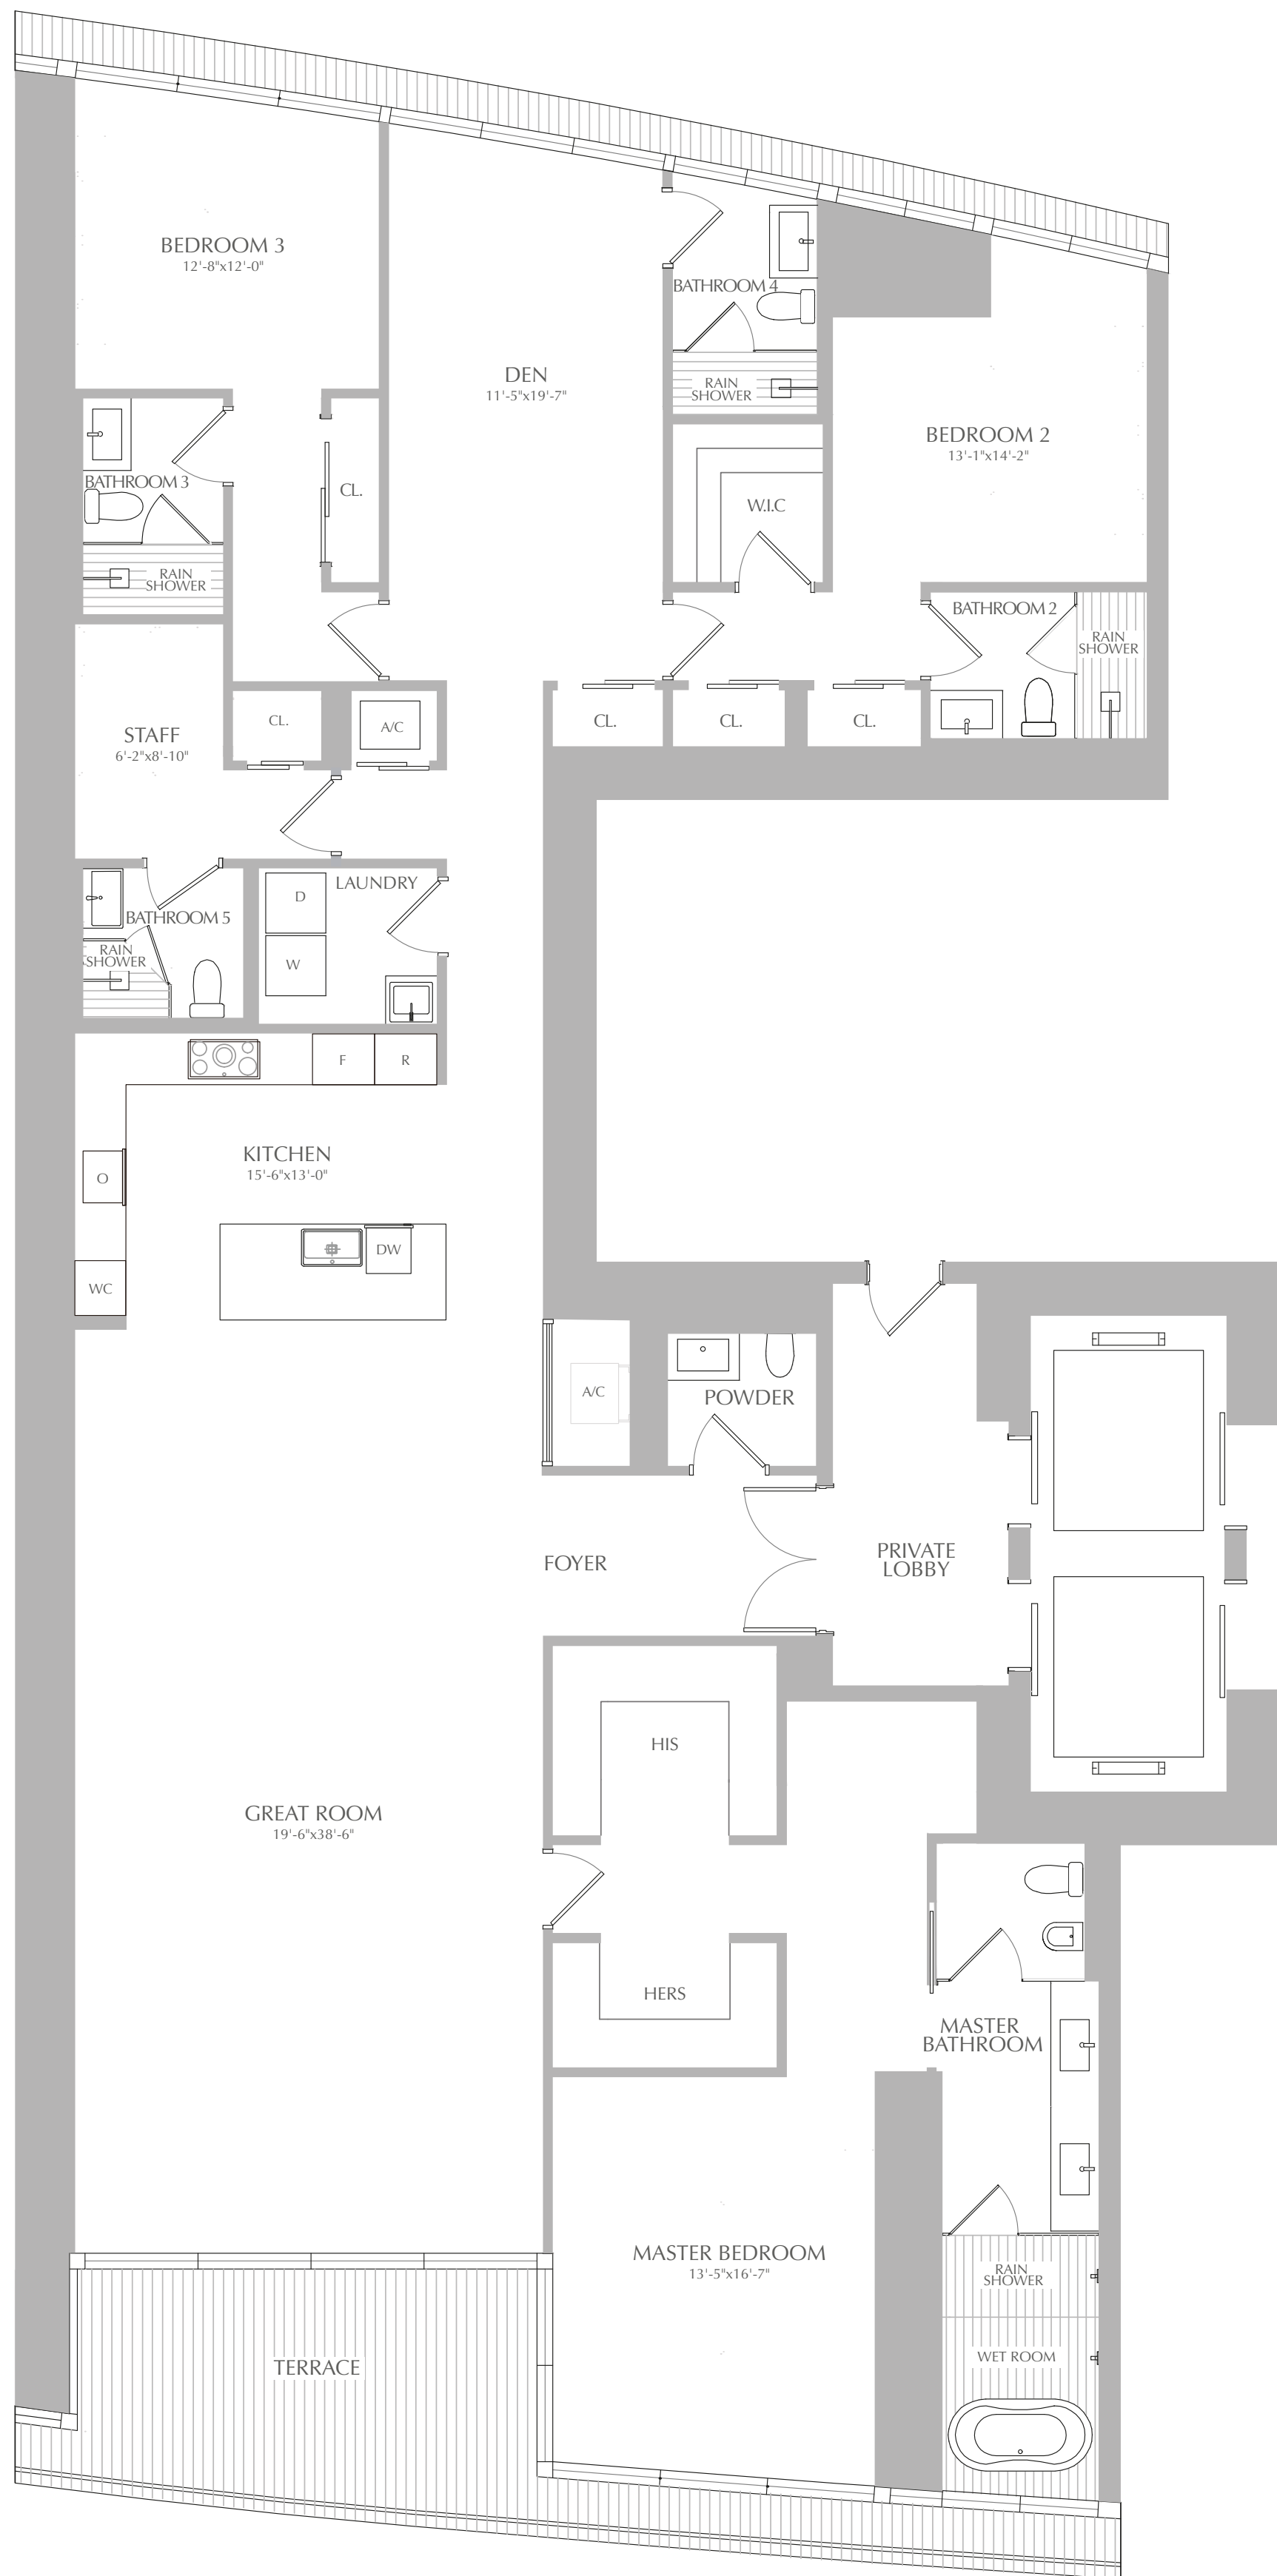 BEDROOM 3
12'-8"x12'-0"
BATHROOM 4
DEN
11'-5"x19'-7"
RAIN
SHOWER
BEDROOM 2
13'-1"x14'-2"
BATHROOM 3
CL.
W.I.C
RAIN
SHOWER
BATHROOM 2
RAIN
SHOWER
STAFF
6'-2"x8'-10"
CL.
A/C
CL.
CL.
CL.
LAUNDRY
D
BATHROOM 5
RAIN
SHOWER
W
F
R
KITCHEN
15'-6"x13'-0"
O
DW
WC
A/C
POWDER
FOYER
PRIVATE
LOBBY
HIS
GREAT ROOM
19'-6"x38'-6"
HERS
MASTER
BATHROOM
MASTER BEDROOM
13'-5"x16'-7"
RAIN
SHOWER
WET ROOM
TERRACE